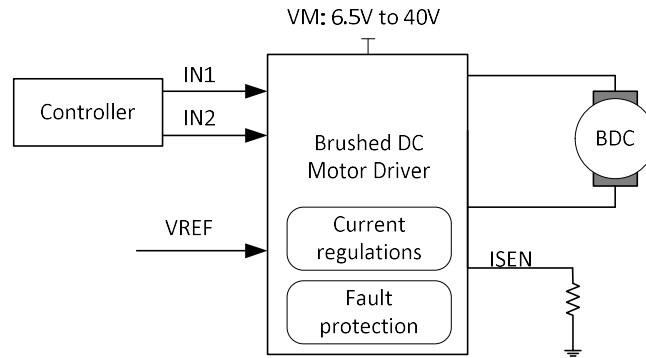 VM: 6.5V to 40V
IN1
Controller
IN2
Brushed DC
Motor Driver
BDC
VREF
Current
regulations
ISEN
Fault
protection